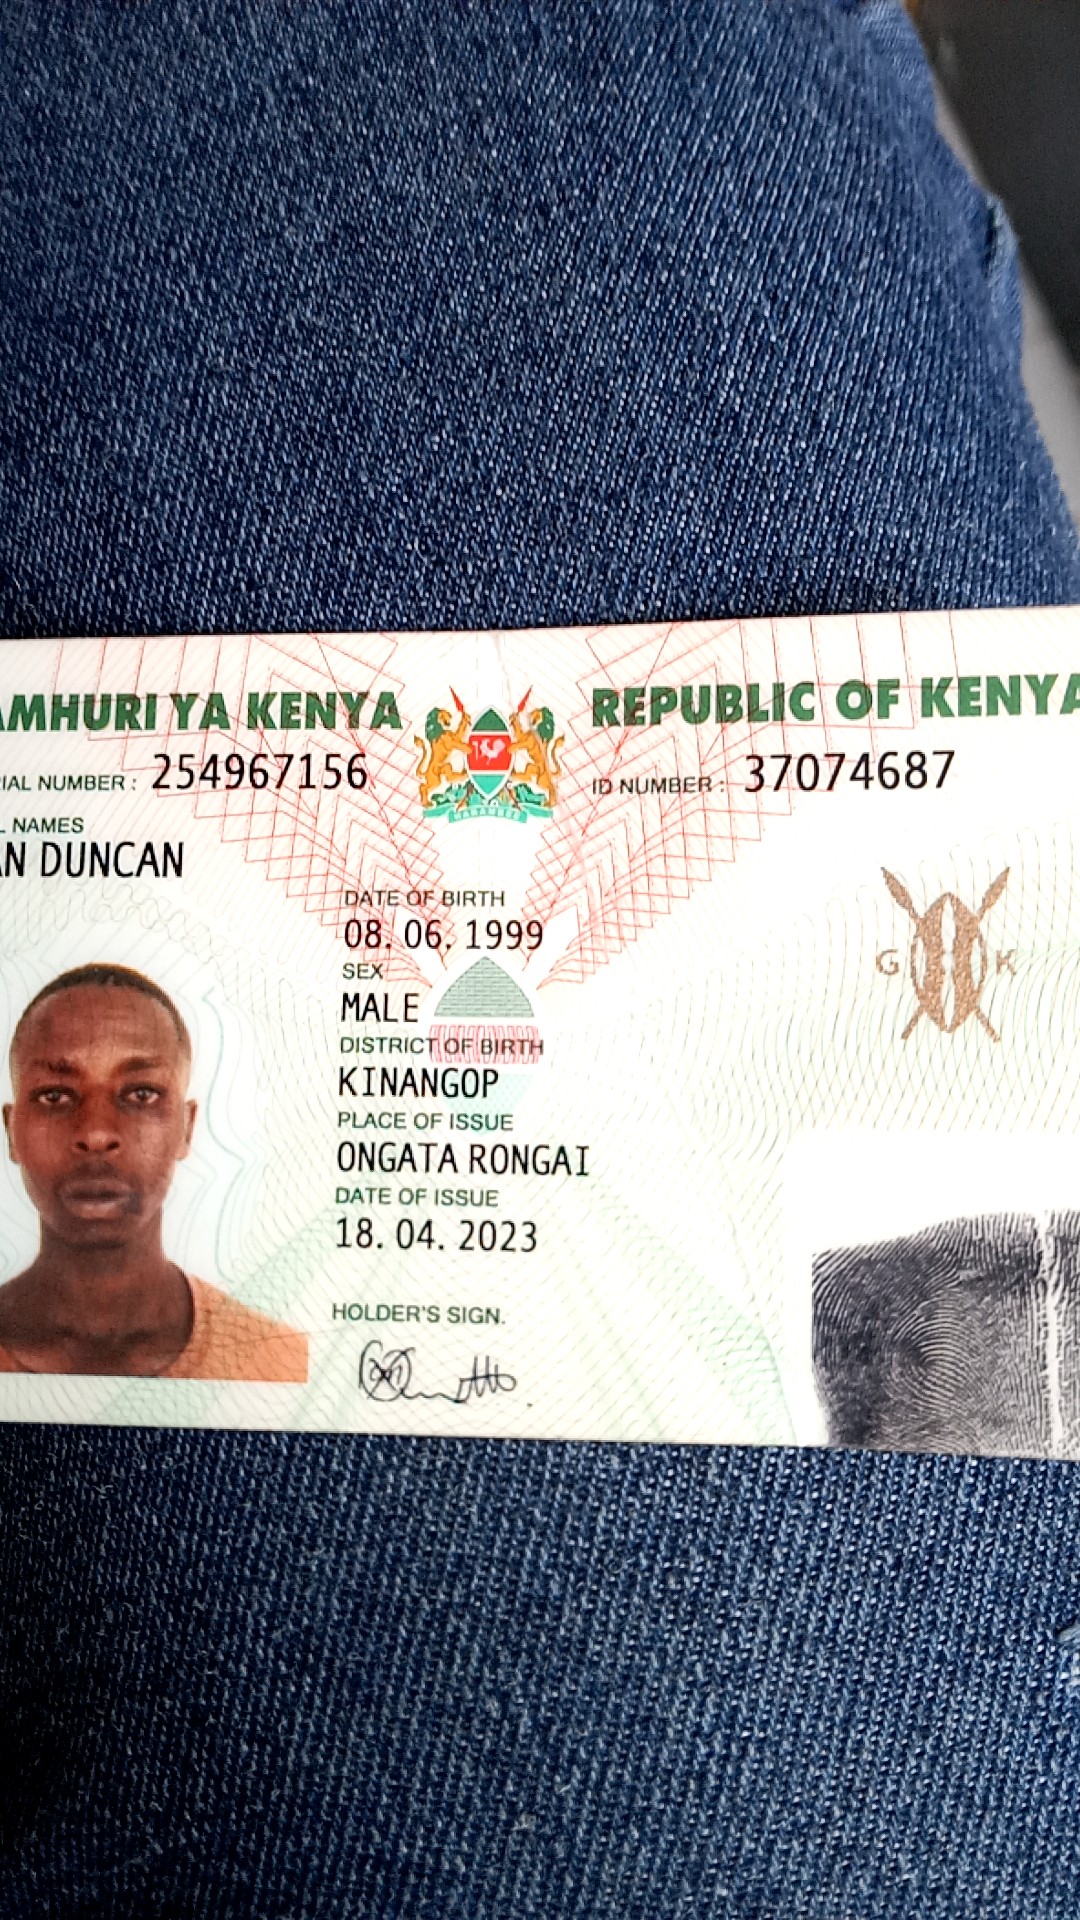 AMHURI YA KENYA
REPUBLIC OF KENYA
IAL NUMBER : 254967156
ID NUMBER : 37074687
L NAMES
AN DUNCAN
DATE OF BIRTH
08. 06. 1999
SEX
MALE
DISTRICT OF BIRTH
KINANGOP
PLACE OF ISSUE
ONGATA RONGAI
DATE OF ISSUE
18. 04. 2023
HOLDER'S SIGN.
G K
HARAMBEE